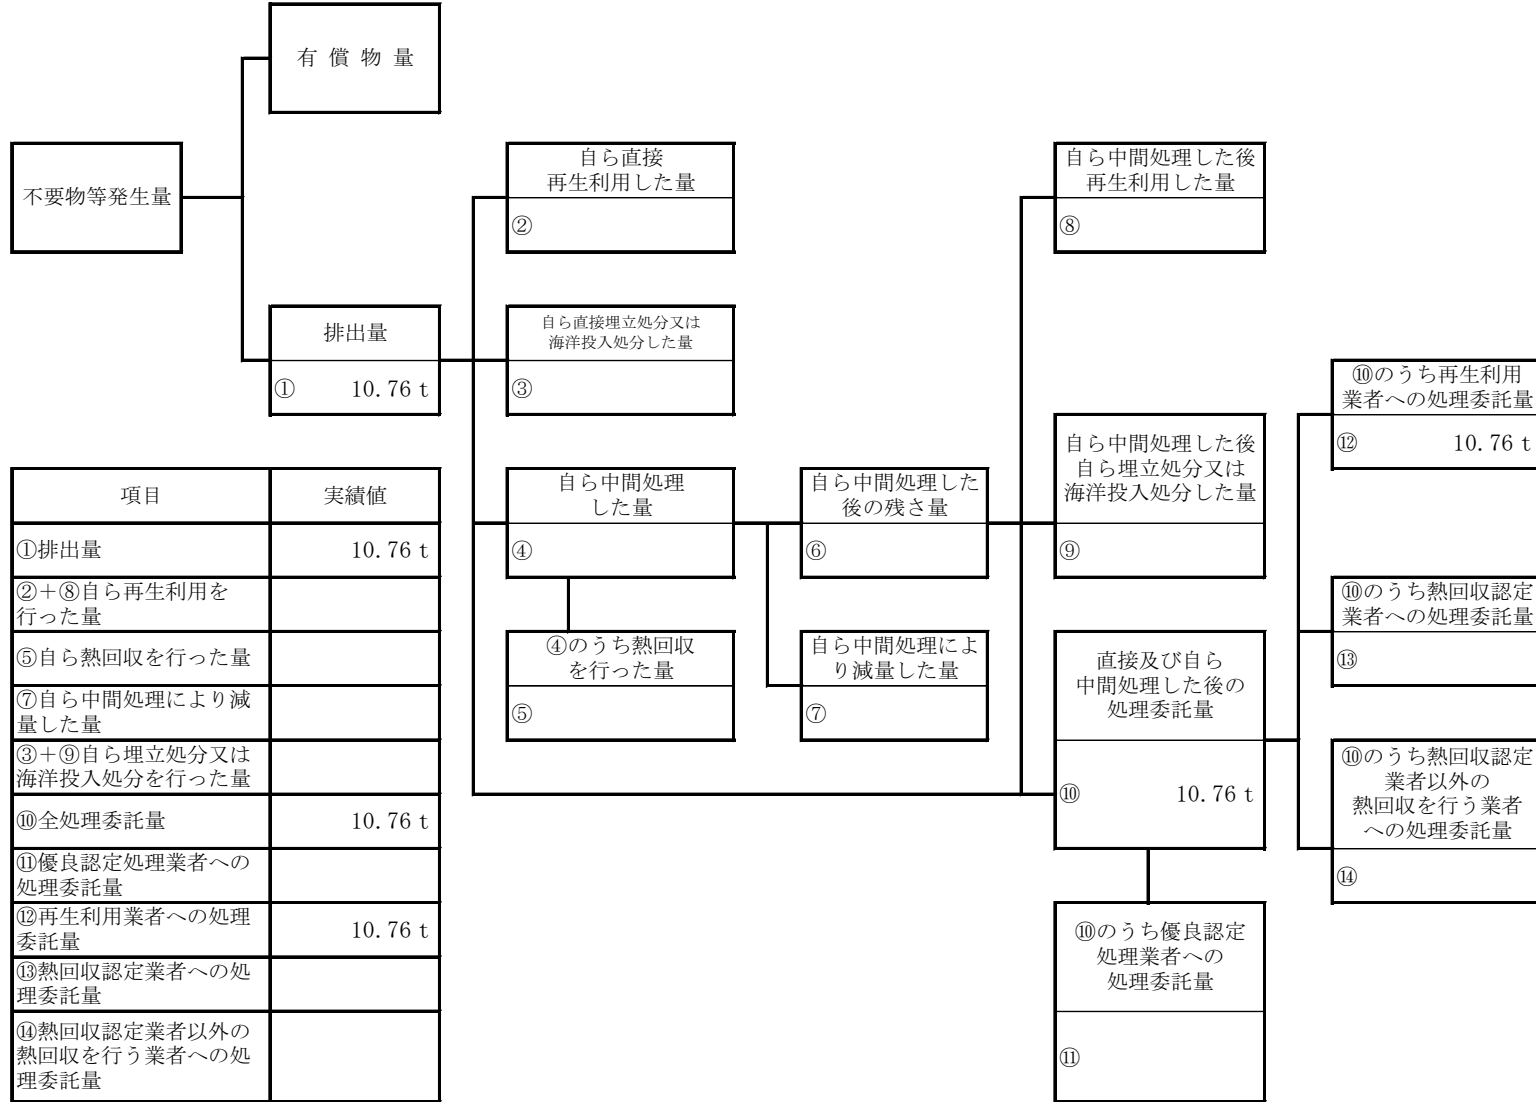 有 償 物 量
不要物等発生量
自ら直接
再生利用した量
②
自ら中間処理した後
再生利用した量
⑧
排出量
① 10.76 t
自ら直接埋立処分又は
海洋投入処分した量
③
⑩のうち再生利用
業者への処理委託量
⑫ 10.76 t
自ら中間処理
した量
④
自ら中間処理した
後の残さ量
⑥
自ら中間処理した後
自ら埋立処分又は
海洋投入処分した量
⑨
④のうち熱回収
を行った量
⑤
自ら中間処理によ
り減量した量
⑦
直接及び自ら
中間処理した後の
処理委託量
⑩ 10.76 t
⑩のうち熱回収認定
業者への処理委託量
⑬
⑩のうち熱回収認定
業者以外の
熱回収を行う業者
への処理委託量
⑭
⑩のうち優良認定
処理業者への
処理委託量
⑪
項目 実績値
①排出量 10.76 t
②＋⑧自ら再生利用を
行った量
⑤自ら熱回収を行った量
⑦自ら中間処理により減
量した量
③＋⑨自ら埋立処分又は
海洋投入処分を行った量
⑩全処理委託量 10.76 t
⑪優良認定処理業者への
処理委託量
⑫再生利用業者への処理
委託量 10.76 t
⑬熱回収認定業者への処
理委託量
⑭熱回収認定業者以外の
熱回収を行う業者への処
理委託量